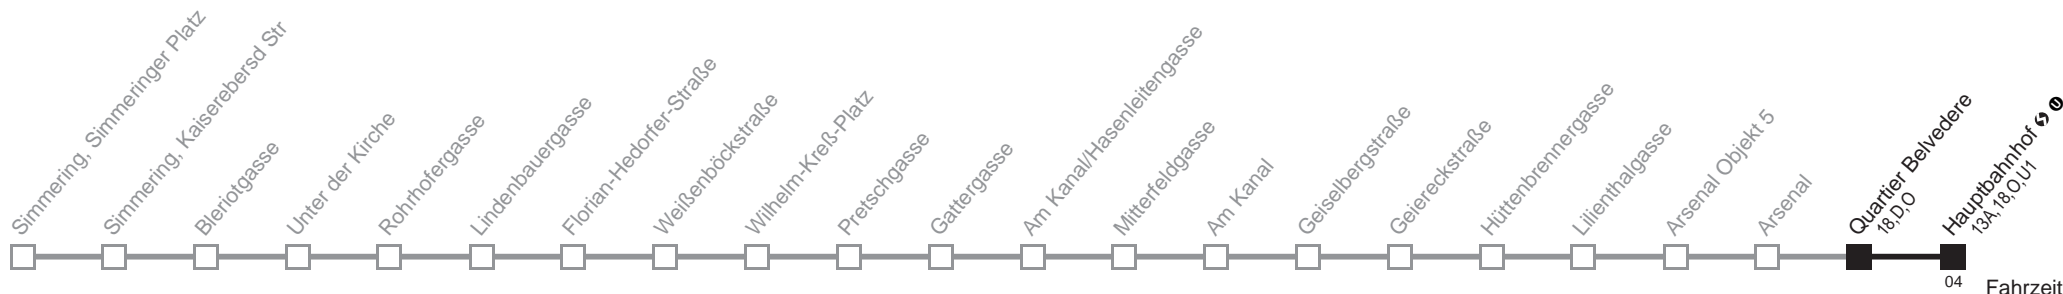 Simmering, Simmeringer Platz
Simmering, Kaiserebersd Str
Bleriotgasse
Unter der Kirche
Rohrhofergasse
Lindenbauergasse
Florian-Hedorfer-Straße
Weißenböckstraße
Wilhelm-Kreß-Platz
Pretschgasse
Gattergasse
Am Kanal/Hasenleitengasse
Mitterfeldgasse
Am Kanal
Geiselbergstraße
Geiereckstraße
Hüttenbrennergasse
Lilienthalgasse
Arsenal Objekt 5
Arsenal
Quartier Belvedere
18,D,O
Hauptbahnhof S U
13A,18,O,U1
04
Fahrzeit